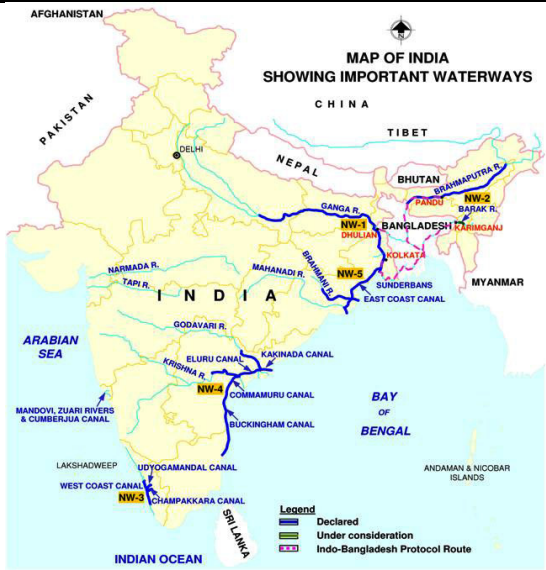 AFGHANISTAN
MAP OF INDIA
SHOWING IMPORTANT WATERWAYS
PAKISTAN
CHINA
TIBET
DELHI
NEPAL
BHUTAN
BRAHMAPUTRA R.
PANDU
NW-2
GANGA R.
BARAK R.
NW-1
BANGLADESH
KARIMGANJ
DHULIAN
KOLKATA
NARMADA R.
MAHANADI R.
BRAHMANI R.
NW-5
SUNDERBANS
MYANMAR
TAPI R.
INDIA
EAST COAST CANAL
GODAVARI R.
ARABIAN
SEA
ELURU CANAL
KAKINADA CANAL
KRISHNA R.
NW-4
COMMAMURU CANAL
BAY
OF
BENGAL
MANDOVI, ZUARI RIVERS
& CUMBERJUA CANAL
BUCKINGHAM CANAL
LAKSHADWEEP
UDYOGAMANDAL CANAL
ANDAMAN & NICOBAR
ISLANDS
WEST COAST CANAL
NW-3
CHAMPAKKARA CANAL
SRI LANKA
Legend
Declared
Under consideration
Indo-Bangladesh Protocol Route
INDIAN OCEAN